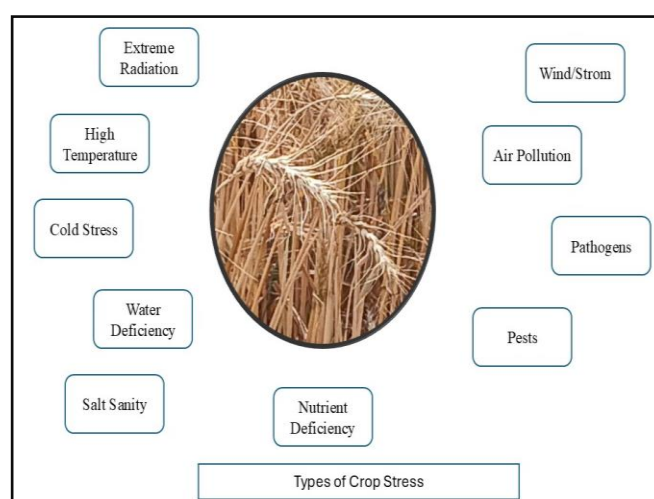 Extreme
Radiation
Wind/Strom
High
Temperature
Air Pollution
Cold Stress
Pathogens
Water
Deficiency
Pests
Salt Sanity
Nutrient
Deficiency
Types of Crop Stress